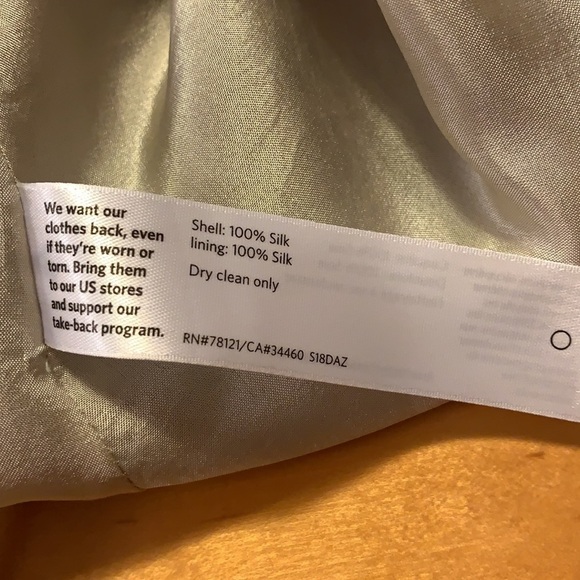 We want our
clothes back, even
if they're worn or
torn. Bring them
to our US stores
and support our
take-back program.
Shell: 100% Silk
lining: 100% Silk
Dry clean only
RN#78121/CA#34460 S18DAZ